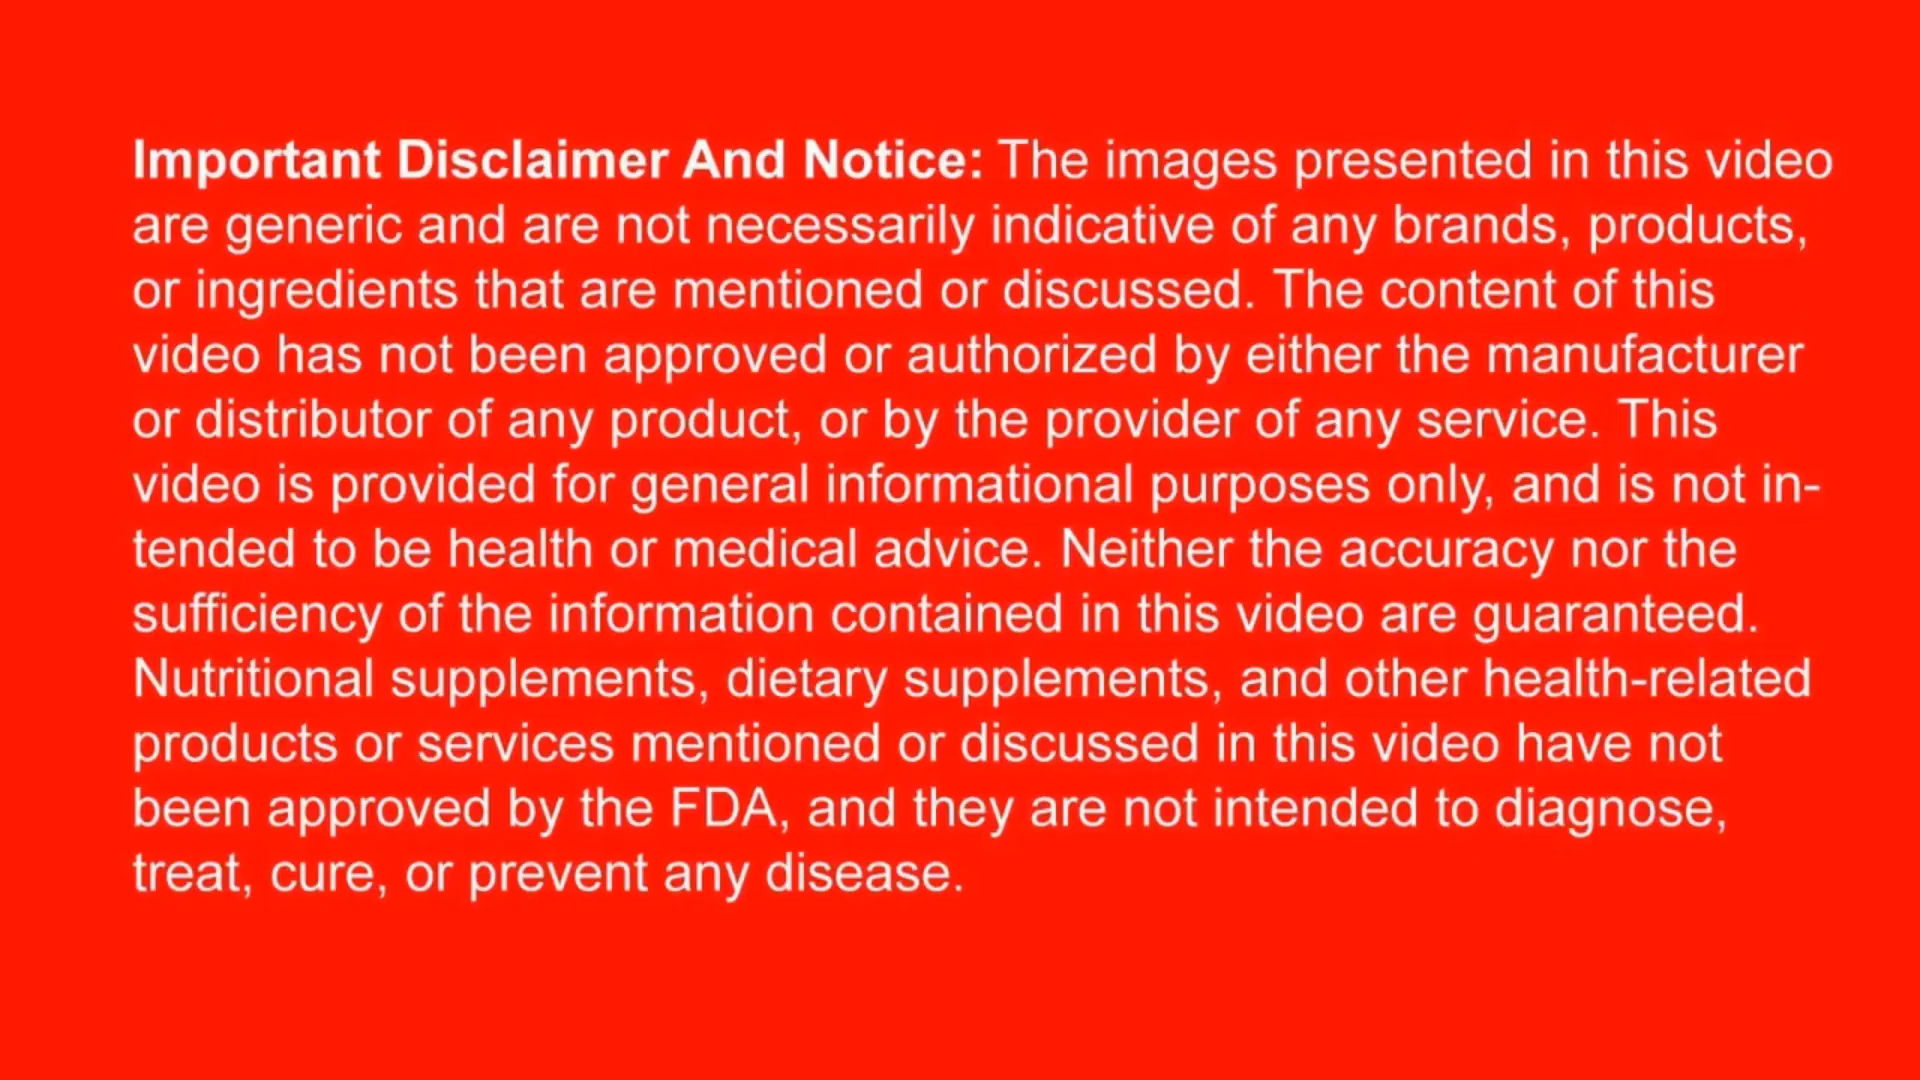 Important Disclaimer And Notice: The images presented in this video
are generic and are not necessarily indicative of any brands, products,
or ingredients that are mentioned or discussed. The content of this
video has not been approved or authorized by either the manufacturer
or distributor of any product, or by the provider of any service. This
video is provided for general informational purposes only, and is not in-
tended to be health or medical advice. Neither the accuracy nor the
sufficiency of the information contained in this video are guaranteed.
Nutritional supplements, dietary supplements, and other health-related
products or services mentioned or discussed in this video have not
been approved by the FDA, and they are not intended to diagnose,
treat, cure, or prevent any disease.